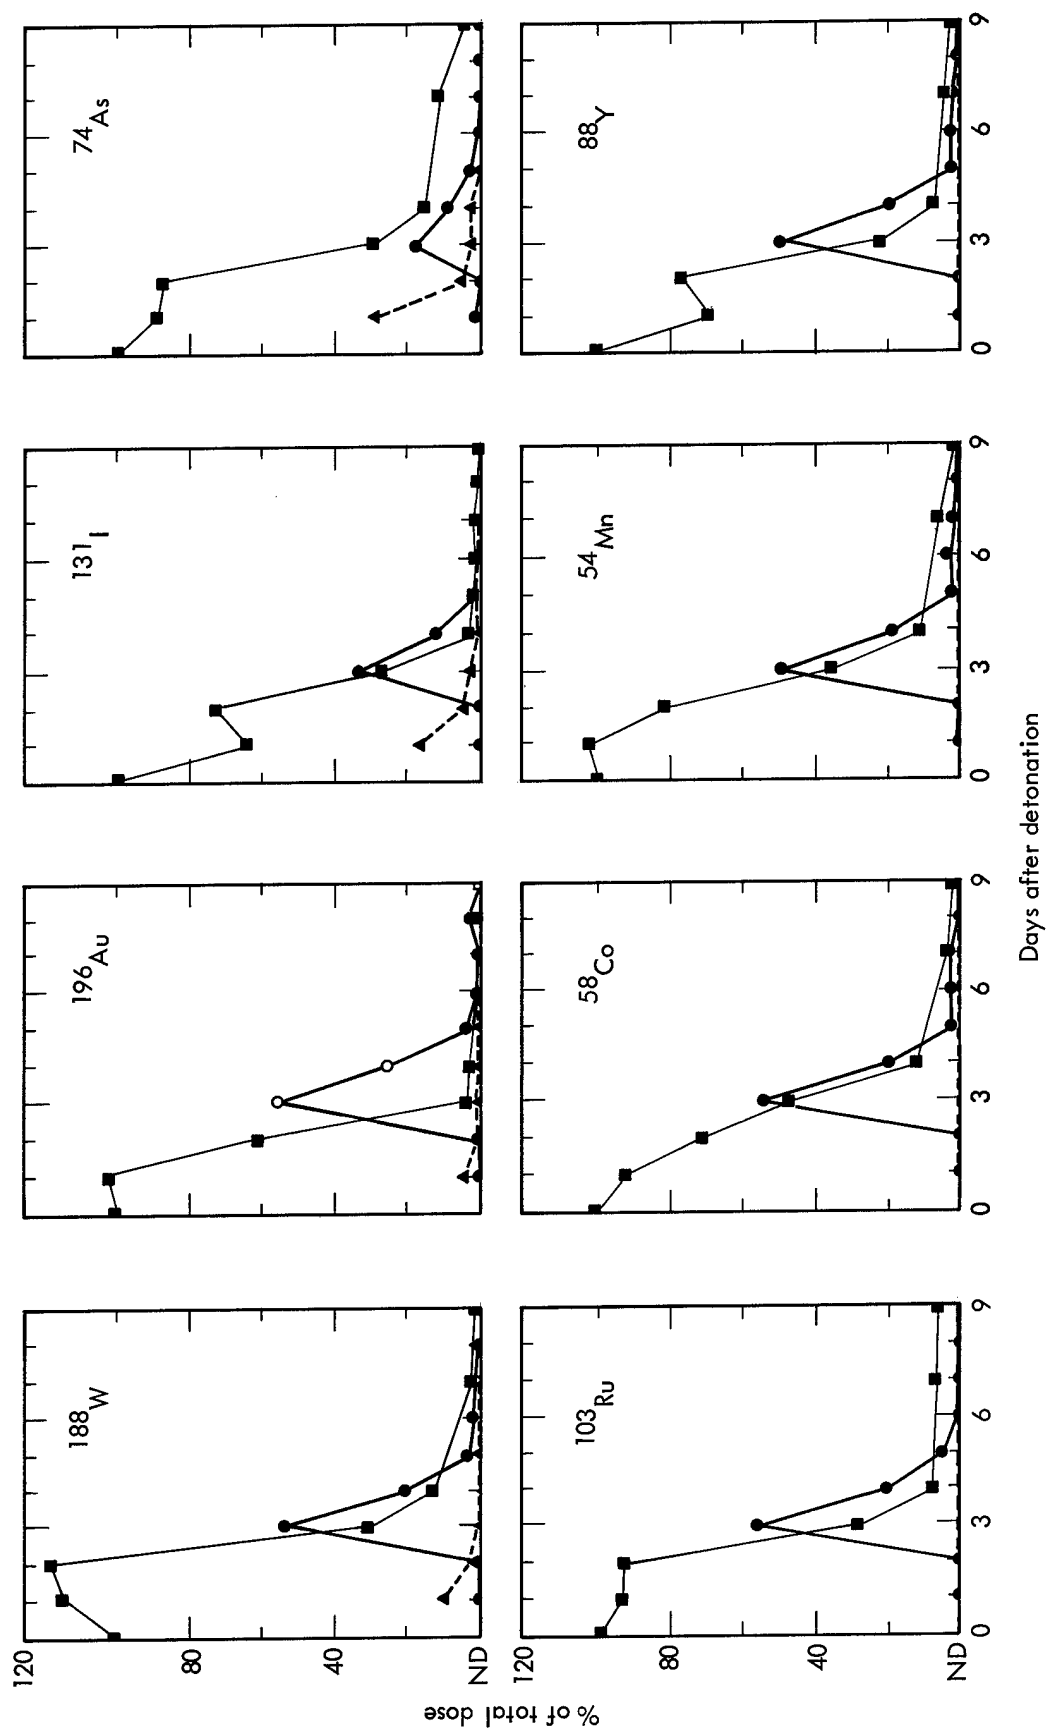 % of total dose
120
80
40
ND
188W
196Au
131I
74As
120
80
40
ND
103Ru
58Co
54Mn
88Y
0 3 6 9
0 3 6 9
0 3 6 9
0 3 6 9
Days after detonation